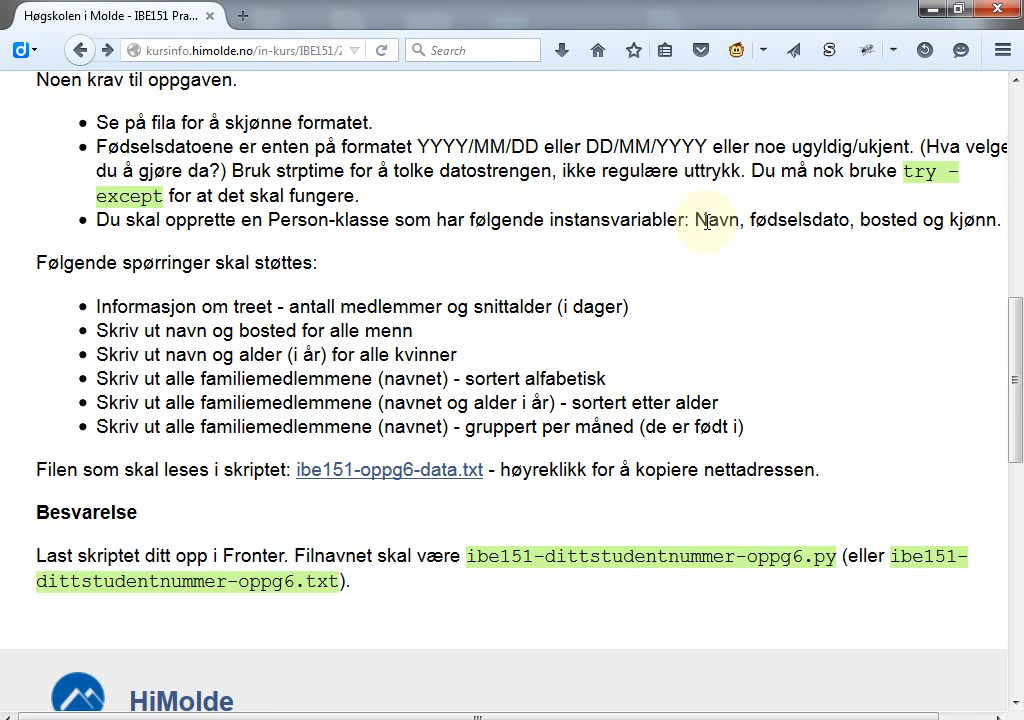 Høgskolen i Molde - IBE151 Pra...
kursinfo.himolde.no/in-kurs/IBE151/2
Search
Noen krav til oppgaven.
Se på fila for å skjønne formatet.
Fødselsdatoene er enten på formatet YYYY/MM/DD eller DD/MM/YYYY eller noe ugyldig/ukjent. (Hva velge
du å gjøre da?) Bruk strptime for å tolke datostrengen, ikke regulære uttrykk. Du må nok bruke try -
except for at det skal fungere.
Du skal opprette en Person-klasse som har følgende instansvariabler: Navn, fødselsdato, bosted og kjønn.
Følgende spørringer skal støttes:
Informasjon om treet - antall medlemmer og snittalder (i dager)
Skriv ut navn og bosted for alle menn
Skriv ut navn og alder (i år) for alle kvinner
Skriv ut alle familiemedlemmene (navnet) - sortert alfabetisk
Skriv ut alle familiemedlemmene (navnet og alder i år) - sortert etter alder
Skriv ut alle familiemedlemmene (navnet) - gruppert per måned (de er født i)
Filen som skal leses i skriptet: ibe151-oppg6-data.txt - høyreklikk for å kopiere nettadressen.
Besvarelse
Last skriptet ditt opp i Fronter. Filnavnet skal være ibe151-dittstudentnummer-oppg6.py (eller ibe151-
dittstudentnummer-oppg6.txt).
HiMolde